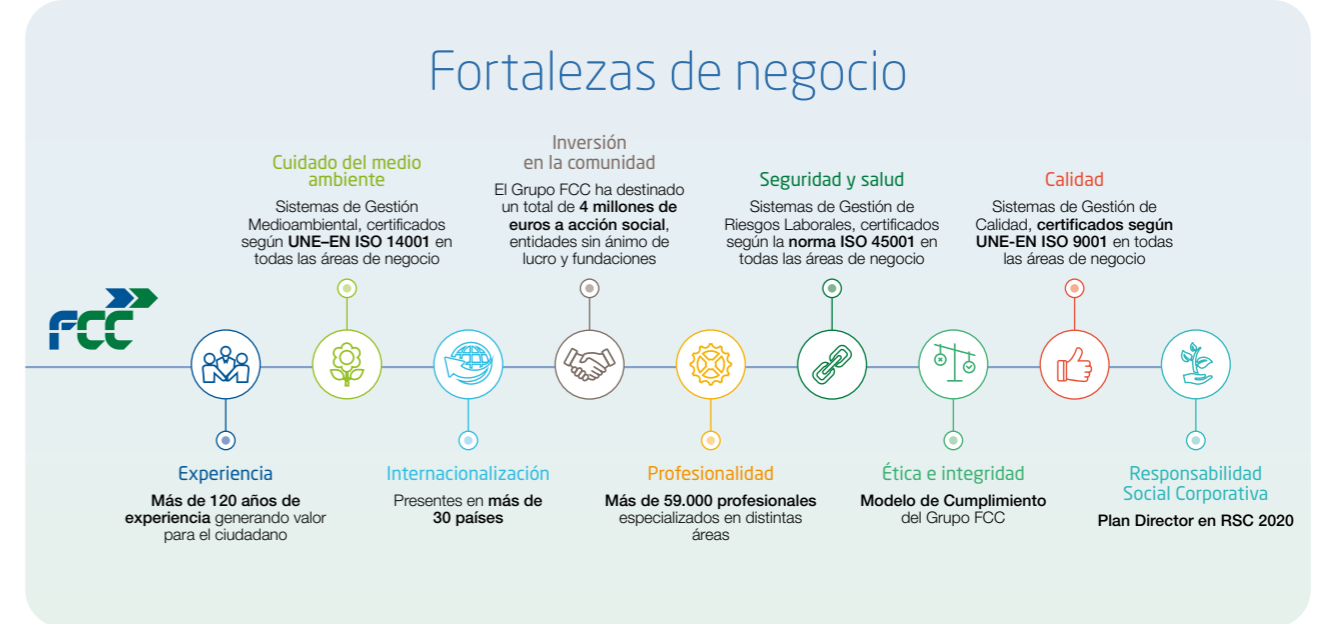 Fortalezas de negocio
FCC
Experiencia
Más de 120 años de
experiencia generando valor
para el ciudadano
Cuidado del medio
ambiente
Sistemas de Gestión
Medioambiental, certificados
según UNE–EN ISO 14001 en
todas las áreas de negocio
Internacionalización
Presentes en más de
30 países
Inversión
en la comunidad
El Grupo FCC ha destinado
un total de 4 millones de
euros a acción social,
entidades sin ánimo de
lucro y fundaciones
Profesionalidad
Más de 59.000 profesionales
especializados en distintas
áreas
Seguridad y salud
Sistemas de Gestión de
Riesgos Laborales, certificados
según la norma ISO 45001 en
todas las áreas de negocio
Ética e integridad
Modelo de Cumplimiento
del Grupo FCC
Calidad
Sistemas de Gestión de
Calidad, certificados según
UNE-EN ISO 9001 en todas
las áreas de negocio
Responsabilidad
Social Corporativa
Plan Director en RSC 2020